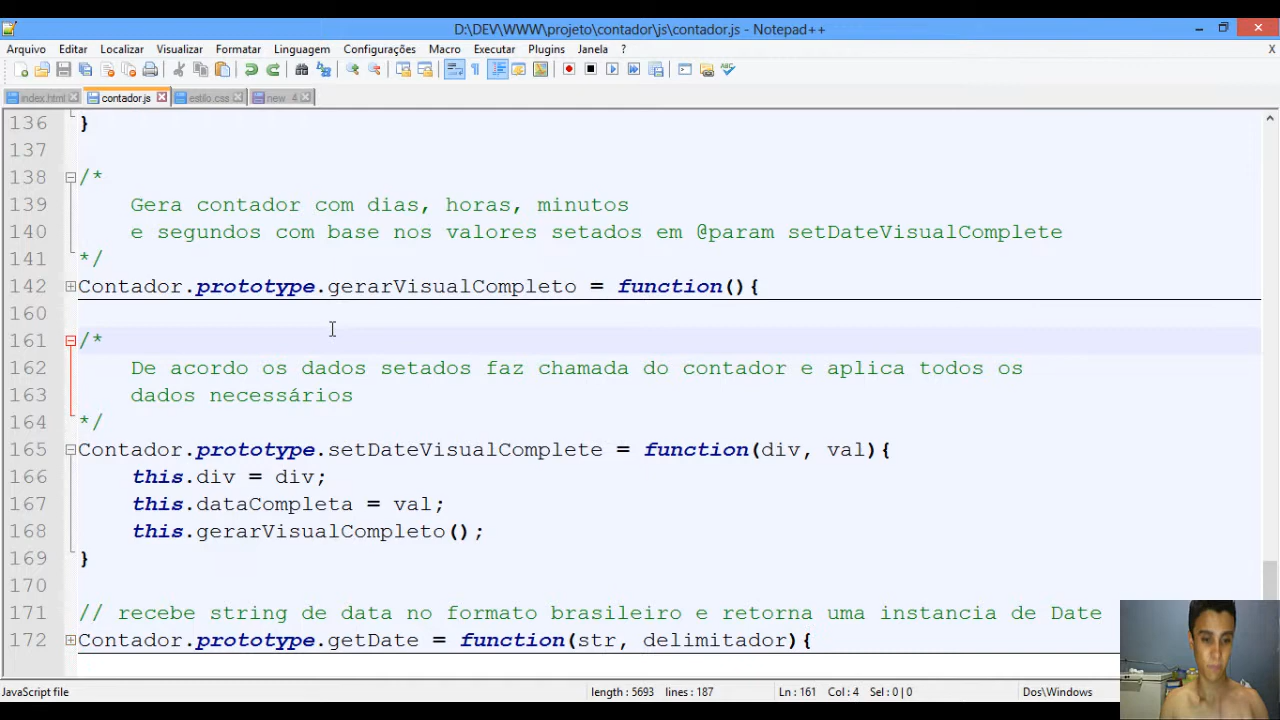 D:\DEV\WWW\projeto\contador\js\contador.js - Notepad++
Arquivo Editar Localizar Visualizar Formatar Linguagem Configurações Macro Executar Plugins Janela ? X
index.html contador.js estilo.css new 4
136 }
137
138 /*
139 Gera contador com dias, horas, minutos
140 e segundos com base nos valores setados em @param setDateVisualComplete
141 */
142 Contador.prototype.gerarVisualCompleto = function(){
160
161 /*
162 De acordo os dados setados faz chamada do contador e aplica todos os
163 dados necessários
164 */
165 Contador.prototype.setDateVisualComplete = function(div, val){
166 this.div = div;
167 this.dataCompleta = val;
168 this.gerarVisualCompleto();
169 }
170
171 // recebe string de data no formato brasileiro e retorna uma instancia de Date
172 Contador.prototype.getDate = function(str, delimitador){
JavaScript file length : 5693 lines : 187 Ln : 161 Col : 4 Sel : 0 | 0 Dos\Windows